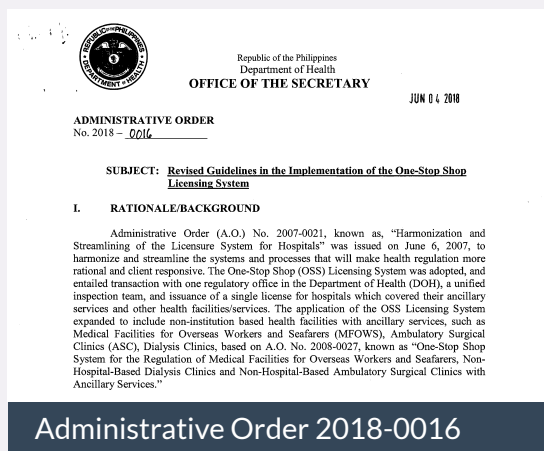 REPUBLIC OF THE PHILIPPINES
DEPARTMENT OF HEALTH
Republic of the Philippines
Department of Health
OFFICE OF THE SECRETARY
JUN 04 2018
ADMINISTRATIVE ORDER
No. 2018 – 0016
SUBJECT: Revised Guidelines in the Implementation of the One-Stop Shop
Licensing System
I. RATIONALE/BACKGROUND
Administrative Order (A.O.) No. 2007-0021, known as, “Harmonization and
Streamlining of the Licensure System for Hospitals” was issued on June 6, 2007, to
harmonize and streamline the systems and processes that will make health regulation more
rational and client responsive. The One-Stop Shop (OSS) Licensing System was adopted, and
entailed transaction with one regulatory office in the Department of Health (DOH), a unified
inspection team, and issuance of a single license for hospitals which covered their ancillary
services and other health facilities/services. The application of the OSS Licensing System
expanded to include non-institution based health facilities with ancillary services, such as
Medical Facilities for Overseas Workers and Seafarers (MFOWS), Ambulatory Surgical
Clinics (ASC), Dialysis Clinics, based on A.O. No. 2008-0027, known as “One-Stop Shop
System for the Regulation of Medical Facilities for Overseas Workers and Seafarers, Non-
Hospital-Based Dialysis Clinics and Non-Hospital-Based Ambulatory Surgical Clinics with
Ancillary Services.”
Administrative Order 2018-0016